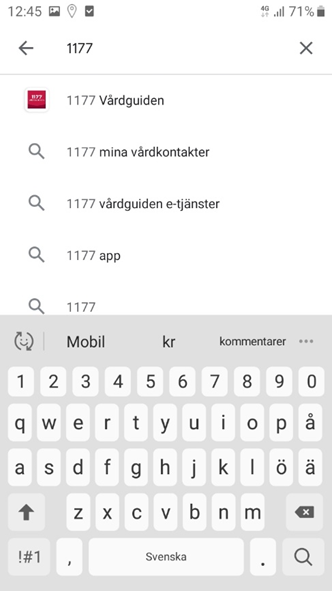 12:45 4G 71%
1177
1177 Vårdguiden
1177 mina vårdkontakter
1177 vårdguiden e-tjänster
1177 app
1177
Mobil kr kommentarer
1 2 3 4 5 6 7 8 9 0
q w e r t y u i o p å
a s d f g h j k l ö ä
z x c v b n m
!#1 , Svenska .